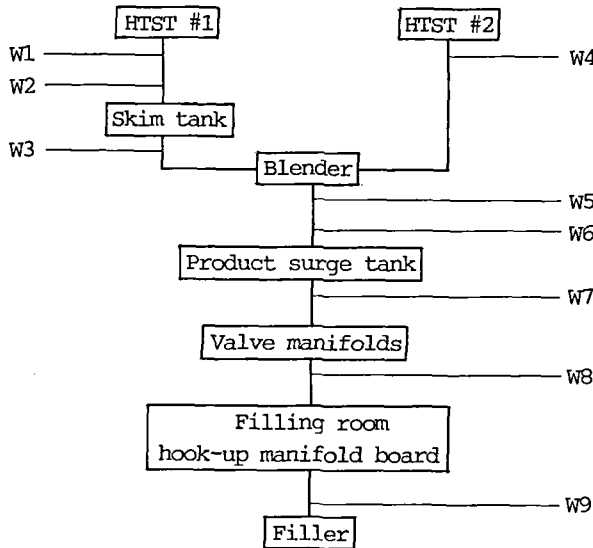 HTST #1
HTST #2
W1
W4
W2
Skim tank
W3
Blender
W5
W6
Product surge tank
W7
Valve manifolds
W8
Filling room
hook-up manifold board
W9
Filler